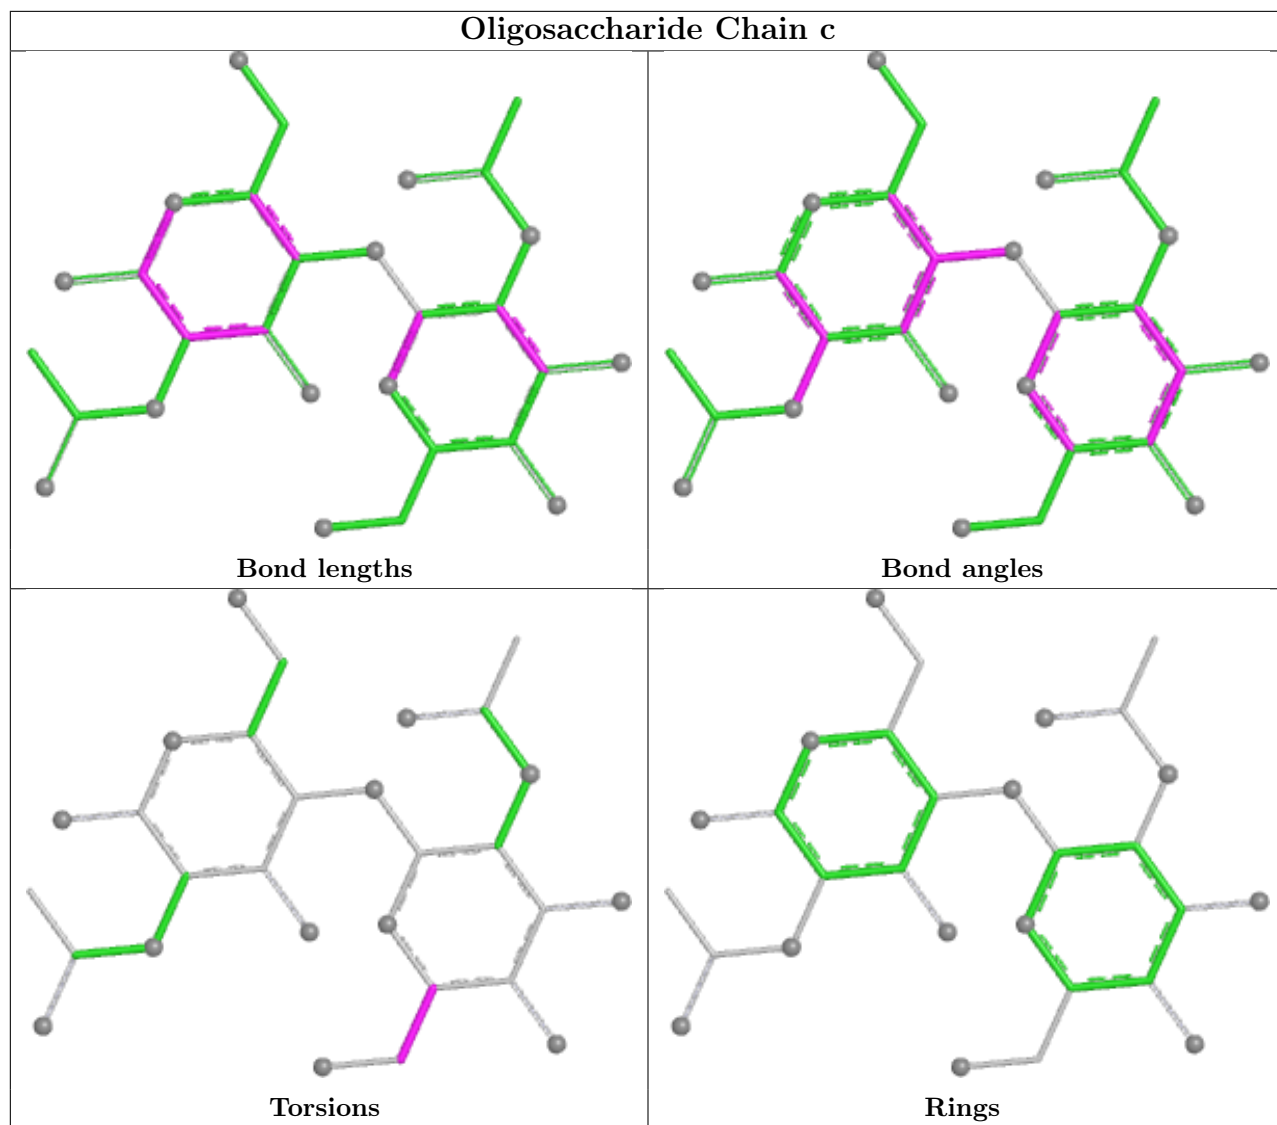 Oligosaccharide Chain c
Bond lengths
Bond angles
Torsions
Rings